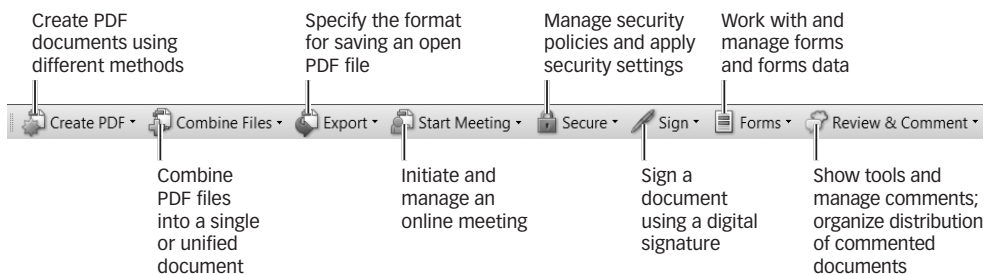 Create PDF
documents using
different methods
Specify the format
for saving an open
PDF file
Manage security
policies and apply
security settings
Work with and
manage forms
and forms data
Create PDF Combine Files Export Start Meeting Secure Sign Forms Review & Comment
Combine
PDF files
into a single
or unified
document
Initiate and
manage an
online meeting
Sign a
document
using a digital
signature
Show tools and
manage comments;
organize distribution
of commented
documents